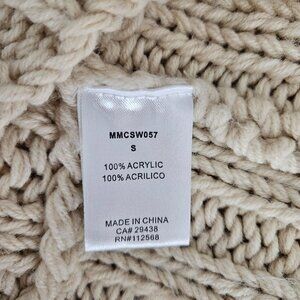 MMCSW057
S
100% ACRYLIC
100% ACRILICO
MADE IN CHINA
CA# 29438
RN#112568